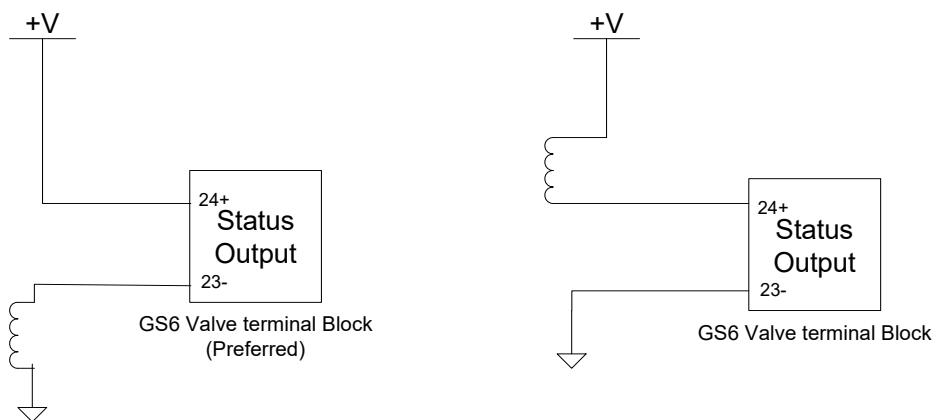 +V
24+
Status
Output
23-
GS6 Valve terminal Block
(Preferred)
+V
24+
Status
Output
23-
GS6 Valve terminal Block